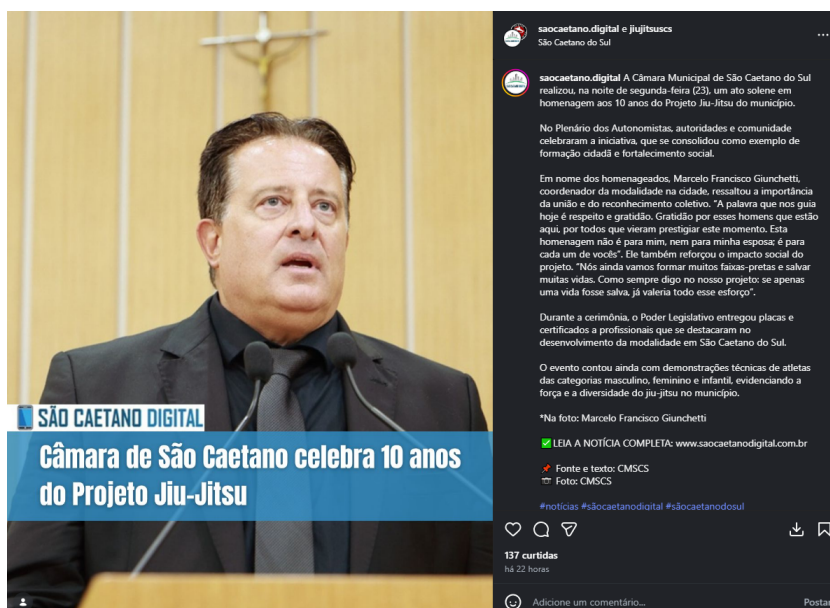 SÃO CAETANO DIGITAL
Câmara de São Caetano celebra 10 anos
do Projeto Jiu-Jitsu
saocaetano.digital e jiujitsuscs
São Caetano do Sul
saocaetano.digital A Câmara Municipal de São Caetano do Sul
realizou, na noite de segunda-feira (23), um ato solene em
homenagem aos 10 anos do Projeto Jiu-Jitsu do município.
No Plenário dos Autonomistas, autoridades e comunidade
celebraram a iniciativa, que se consolidou como exemplo de
formação cidadã e fortalecimento social.
Em nome dos homenageados, Marcelo Francisco Giunchetti,
coordenador da modalidade na cidade, ressaltou a importância
da união e do reconhecimento coletivo. “A palavra que nos guia
hoje é respeito e gratidão. Gratidão por esses homens que estão
aqui, por todos que vieram prestigiar este momento. Esta
homenagem não é para mim, nem para minha esposa; é para
cada um de vocês”. Ele também reforçou o impacto social do
projeto. “Nós ainda vamos formar muitos faixas-pretas e salvar
muitas vidas. Como sempre digo no nosso projeto: se apenas
uma vida fosse salva, já valeria todo esse esforço”.
Durante a cerimônia, o Poder Legislativo entregou placas e
certificados a profissionais que se destacaram no
desenvolvimento da modalidade em São Caetano do Sul.
O evento contou ainda com demonstrações técnicas de atletas
das categorias masculino, feminino e infantil, evidenciando a
força e a diversidade do jiu-jitsu no município.
*Na foto: Marcelo Francisco Giunchetti
✅ LEIA A NOTÍCIA COMPLETA: www.saocaetanodigital.com.br
📌 Fonte e texto: CMSCS
📷 Foto: CMSCS
#notícias #sãocaetanodigital #sãocaetanodosul
137 curtidas
há 22 horas
Adicione um comentário...
Postar